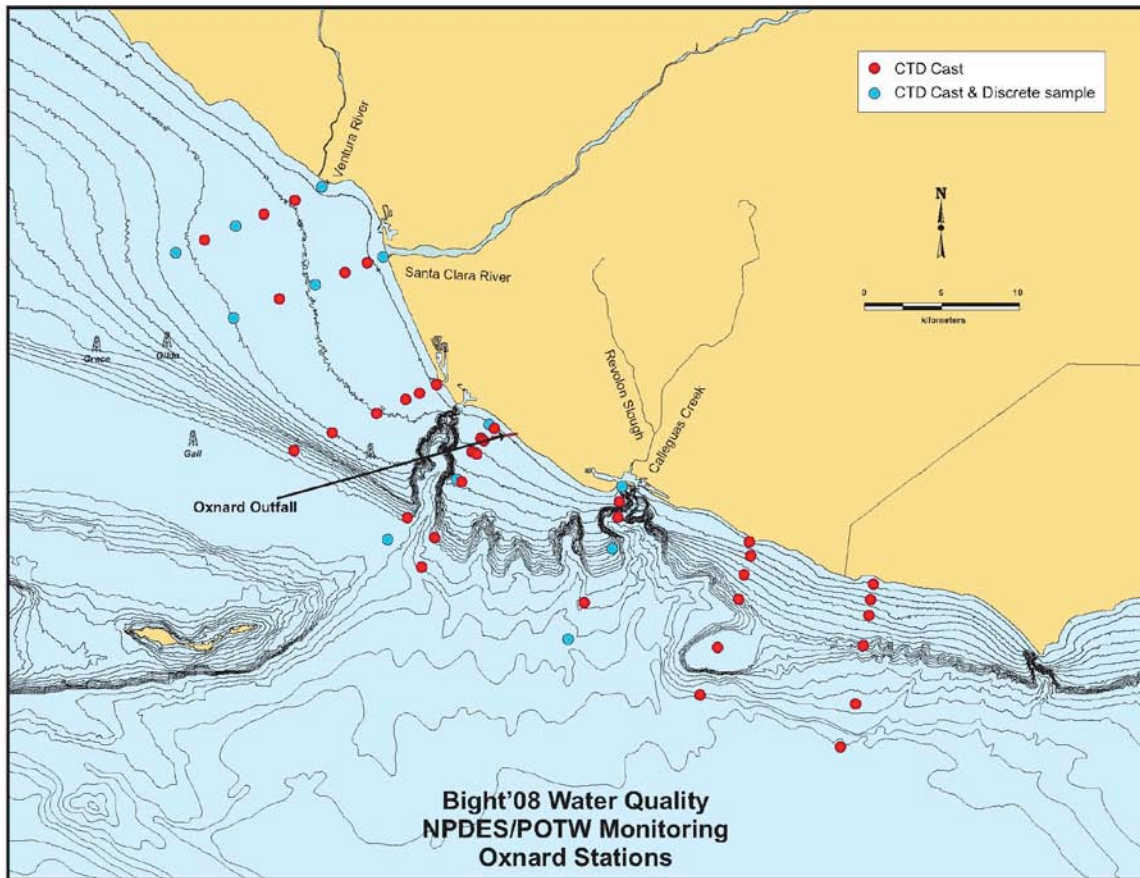 CTD Cast
CTD Cast & Discrete sample
Ventura River
N
Santa Clara River
0 5 10
kilometers
Grace
Gilda
Revolon Slough
Calleguas Creek
Gail
Oxnard Outfall
Bight'08 Water Quality
NPDES/POTW Monitoring
Oxnard Stations